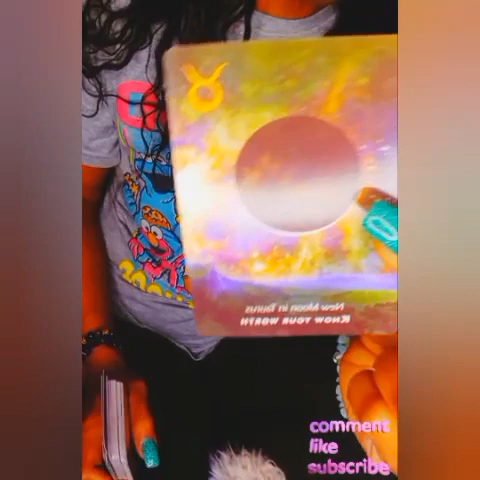 New Moon in Taurus
KNOW YOUR WORTH
comment
like
subscribe